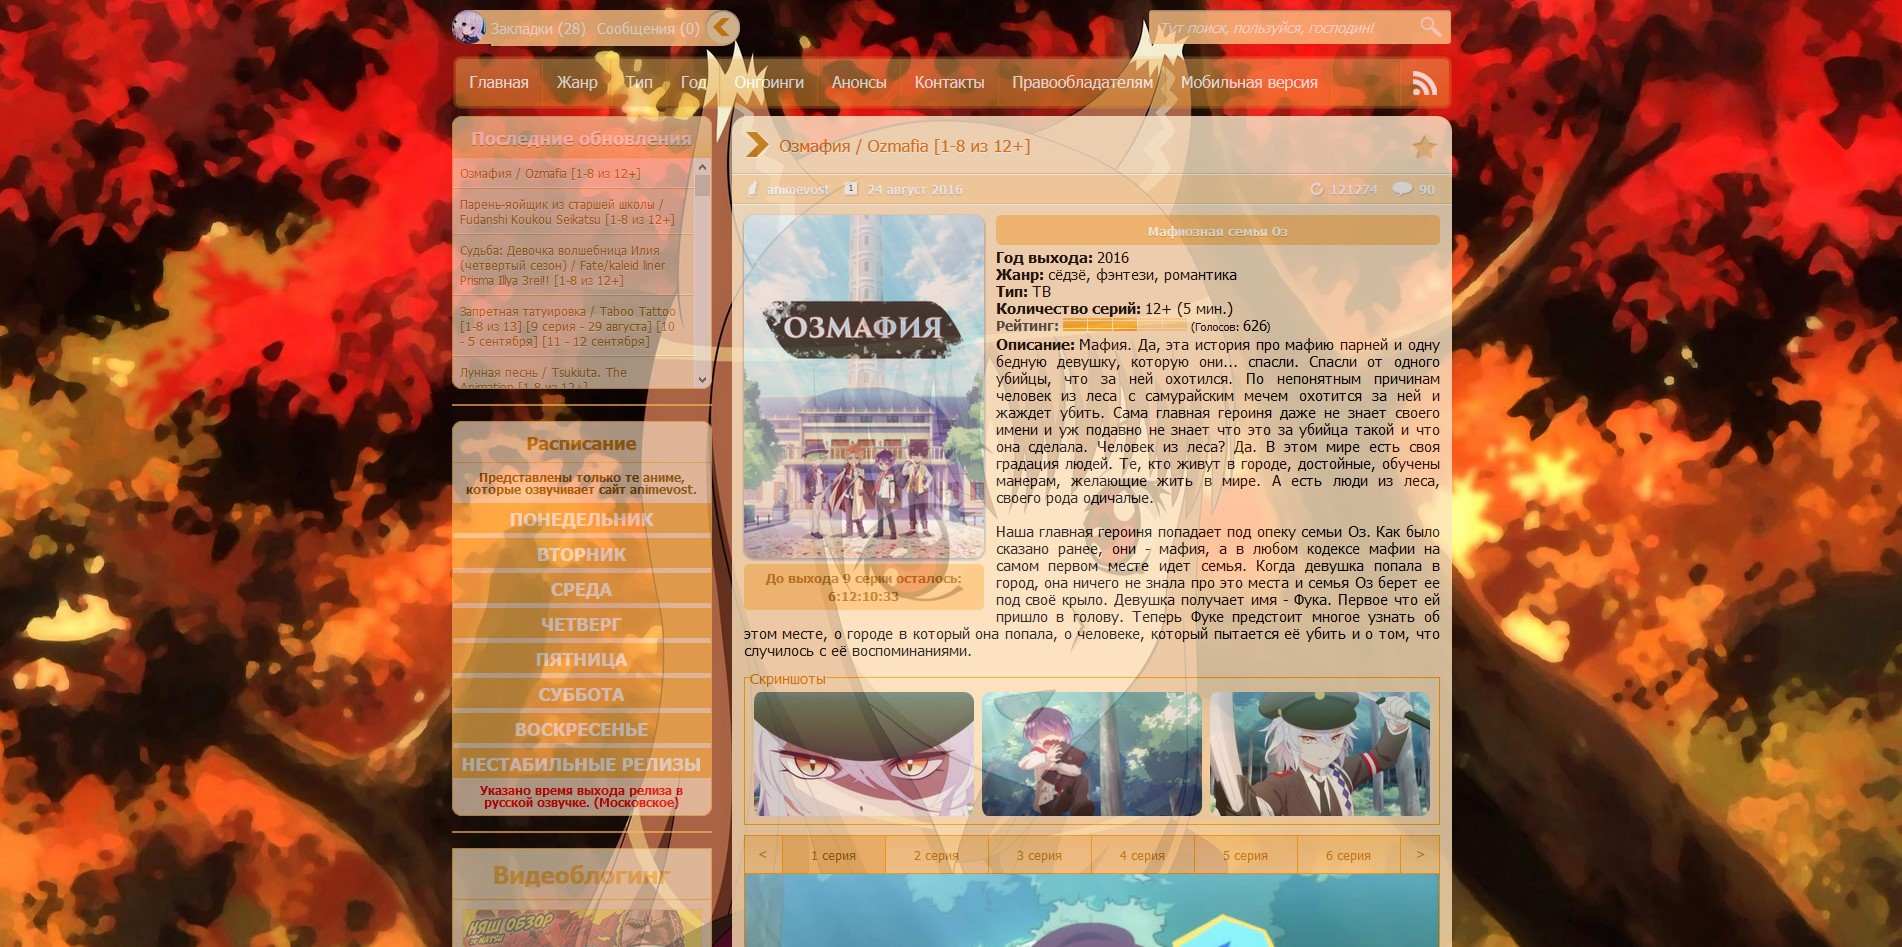 Закладки (28) Сообщения (0)
Тут поиск, пользуйся, господин!
Главная Жанр Тип Год Онгоинги Анонсы Контакты Правообладателям Мобильная версия
Последние обновления
Озмафия / Ozmafia [1-8 из 12+]
Парень-яойщик из старшей школы /
Fudanshi Koukou Seikatsu [1-8 из 12+]
Судьба: Девочка волшебница Илия
(четвертый сезон) / Fate/kaleid liner
Prisma Illya 3rei!! [1-8 из 12+]
Запретная татуировка / Taboo Tattoo
[1-8 из 13] [9 серия - 29 августа] [10
- 5 сентября] [11 - 12 сентября]
Лунная песнь / Tsukiuta. The
Animation [1-8 из 12+]
Расписание
Представлены только те аниме,
которые озвучивает сайт animevost.
ПОНЕДЕЛЬНИК
ВТОРНИК
СРЕДА
ЧЕТВЕРГ
ПЯТНИЦА
СУББОТА
ВОСКРЕСЕНЬЕ
НЕСТАБИЛЬНЫЕ РЕЛИЗЫ
Указано время выхода релиза в
русской озвучке. (Московское)
Видеоблогинг
НЯШ ОБЗОР
Озмафия / Ozmafia [1-8 из 12+]
animevost 1 24 август 2016 121274 90
ОЗМАФИЯ
До выхода 9 серии осталось:
6:12:10:33
Мафиозная семья Оз
Год выхода: 2016
Жанр: сёдзё, фэнтези, романтика
Тип: ТВ
Количество серий: 12+ (5 мин.)
Рейтинг: (Голосов: 626)
Описание: Мафия. Да, эта история про мафию парней и одну
бедную девушку, которую они... спасли. Спасли от одного
убийцы, что за ней охотился. По непонятным причинам
человек из леса с самурайским мечем охотится за ней и
жаждет убить. Сама главная героиня даже не знает своего
имени и уж подавно не знает что это за убийца такой и что
она сделала. Человек из леса? Да. В этом мире есть своя
градация людей. Те, кто живут в городе, достойные, обучены
манерам, желающие жить в мире. А есть люди из леса,
своего рода одичалые.
Наша главная героиня попадает под опеку семьи Оз. Как было
сказано ранее, они - мафия, а в любом кодексе мафии на
самом первом месте идет семья. Когда девушка попала в
город, она ничего не знала про это места и семья Оз берет ее
под своё крыло. Девушка получает имя - Фука. Первое что ей
пришло в голову. Теперь Фуке предстоит многое узнать об
этом месте, о городе в который она попала, о человеке, который пытается её убить и о том, что
случилось с её воспоминаниями.
Скриншоты
< 1 серия 2 серия 3 серия 4 серия 5 серия 6 серия >